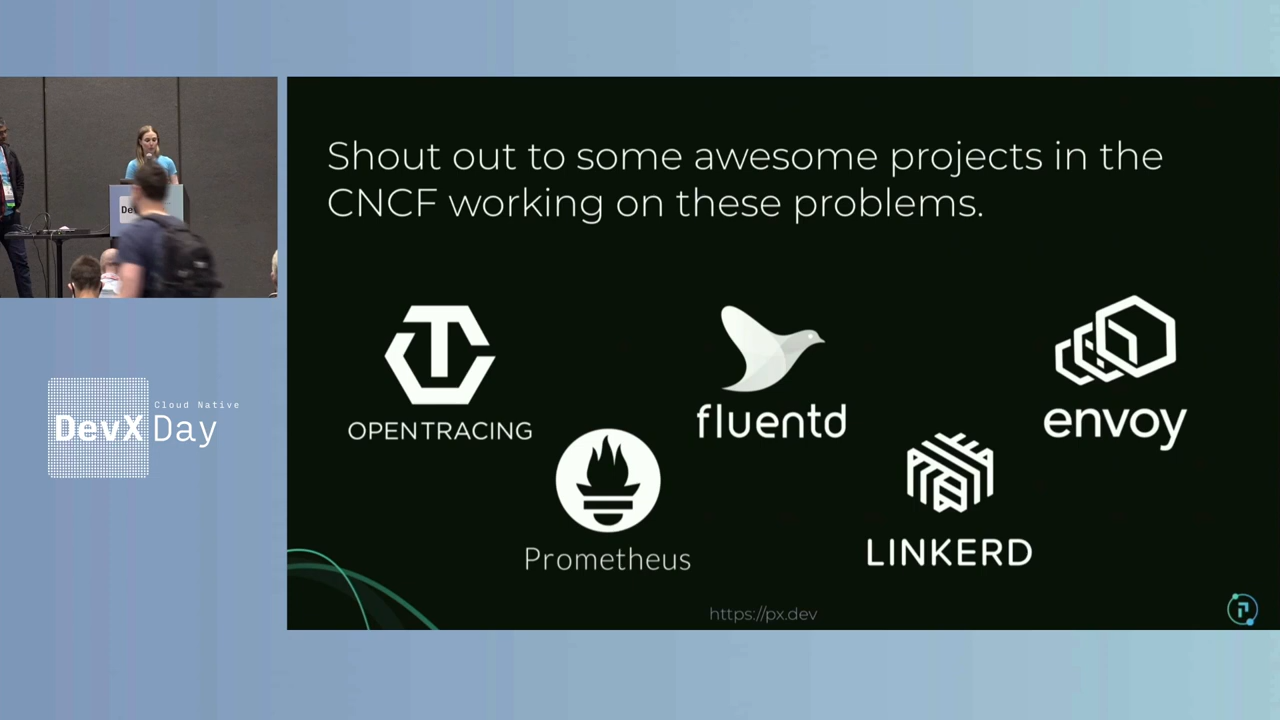 Shout out to some awesome projects in the
CNCF working on these problems.
OPENTRACING
fluentd
envoy
Prometheus
LINKERD
https://px.dev
Cloud Native
DevX Day